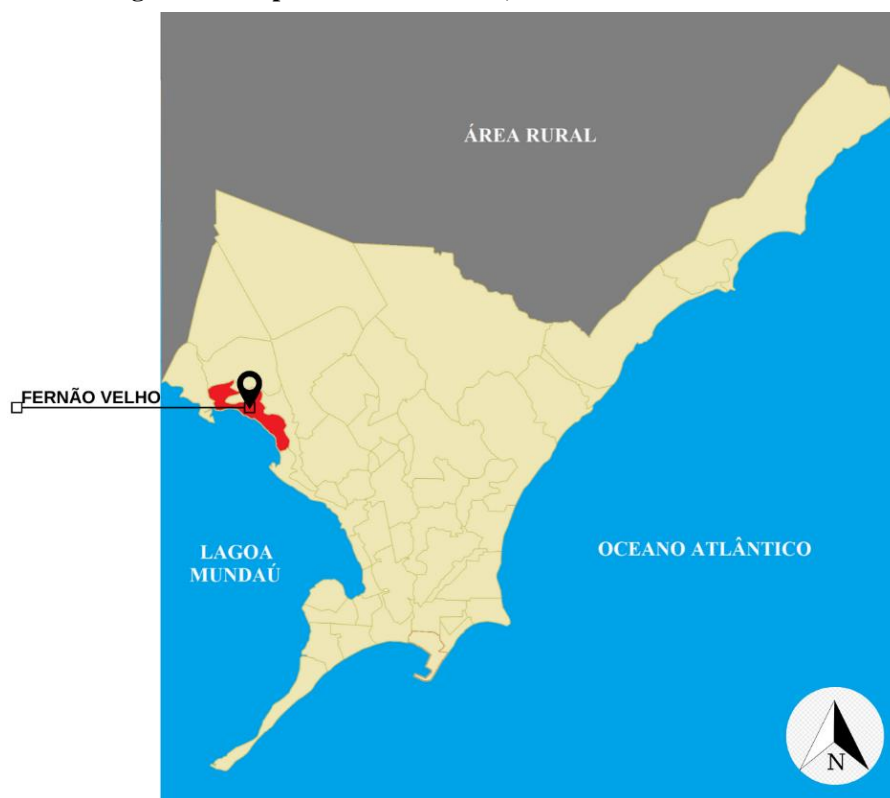 ÁREA RURAL
FERNÃO VELHO
LAGOA
MUNDAÚ
OCEANO ATLÂNTICO
N